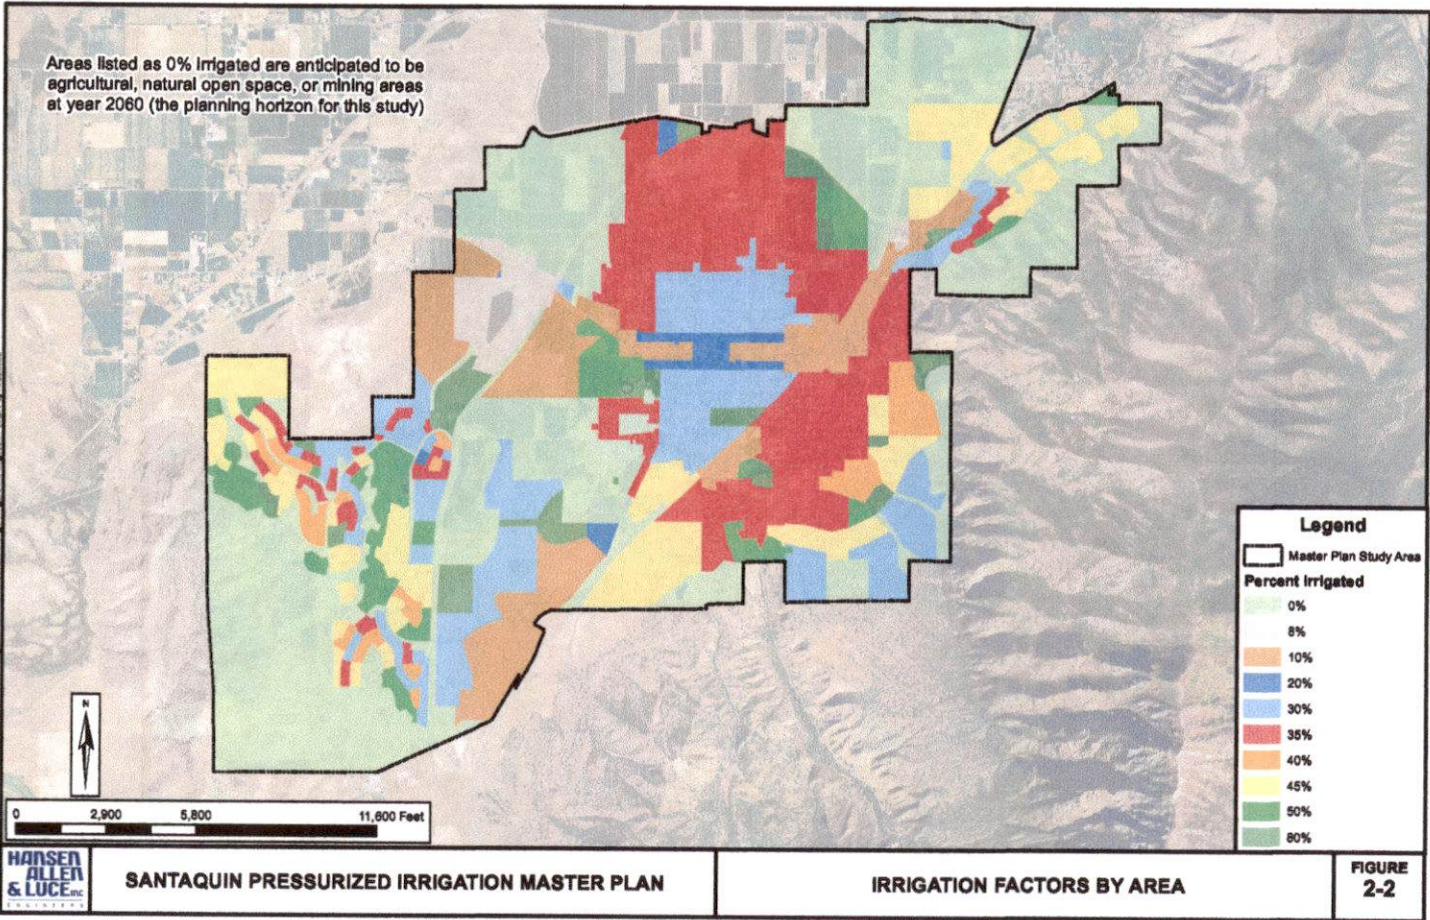 Areas listed as 0% irrigated are anticipated to be
agricultural, natural open space, or mining areas
at year 2060 (the planning horizon for this study)
Legend
Master Plan Study Area
Percent Irrigated
0%
8%
10%
20%
30%
35%
40%
45%
50%
80%
N
0 2,900 5,800 11,600 Feet
HANSEN
ALLEN
& LUCE INC
ENGINEERS
SANTAQUIN PRESSURIZED IRRIGATION MASTER PLAN
IRRIGATION FACTORS BY AREA
FIGURE
2-2